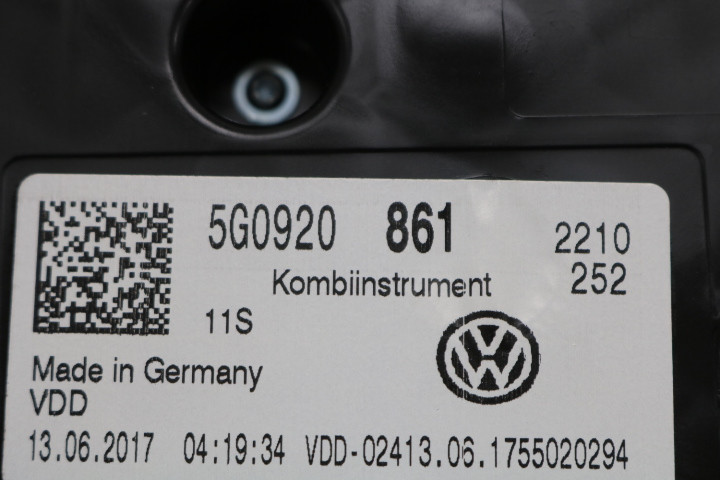 5G0920 861 2210
Kombiinstrument 252
11S
Made in Germany
VDD
13.06.2017 04:19:34 VDD-02413.06.1755020294